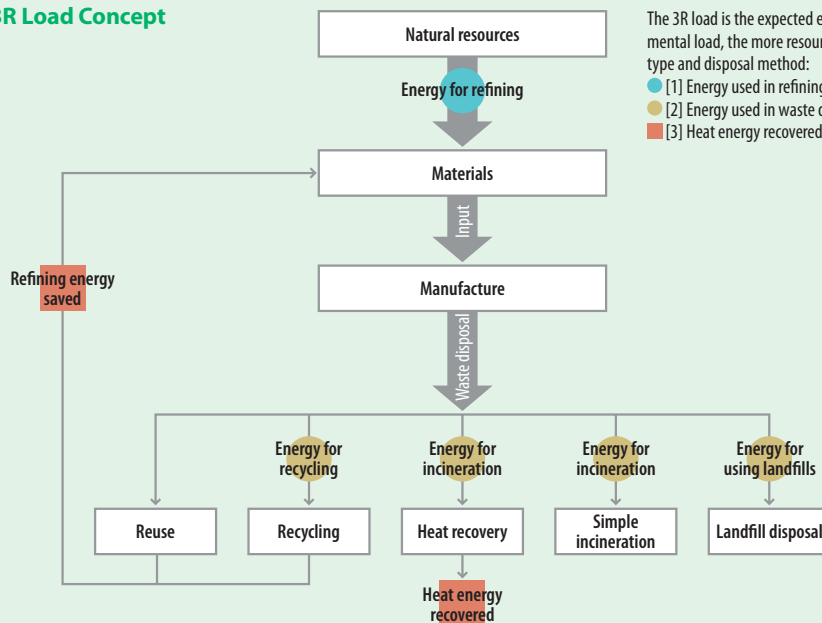 3R Load Concept
The 3R load is the expected
mental load, the more
type and disposal method:
[1] Energy used in refining
[2] Energy used in waste
[3] Heat energy recovered
Natural resources
Energy for refining
Materials
Input
Refining energy
saved
Manufacture
Waste disposal
Energy for
recycling
Energy for
incineration
Energy for
incineration
Energy for
using landfills
Reuse
Recycling
Heat recovery
Simple
incineration
Landfill disposal
Heat energy
recovered